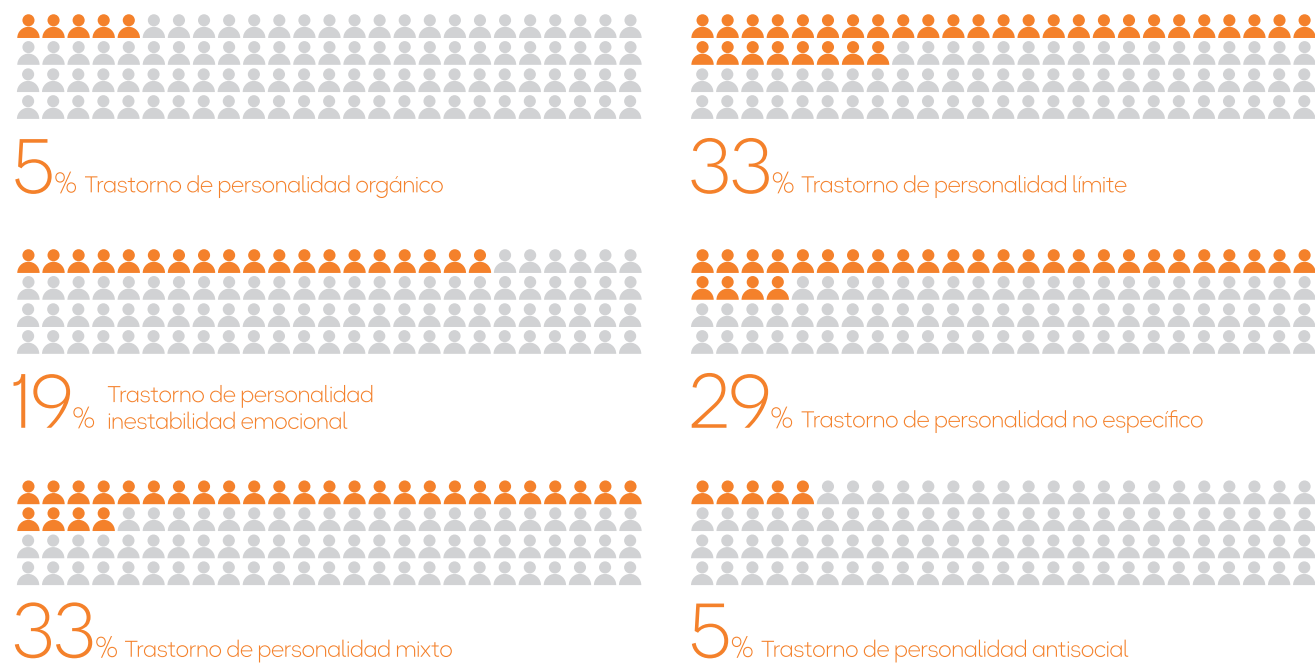 5% Trastorno de personalidad orgánico
33% Trastorno de personalidad límite
19% Trastorno de personalidad
inestabilidad emocional
29% Trastorno de personalidad no específico
33% Trastorno de personalidad mixto
5% Trastorno de personalidad antisocial